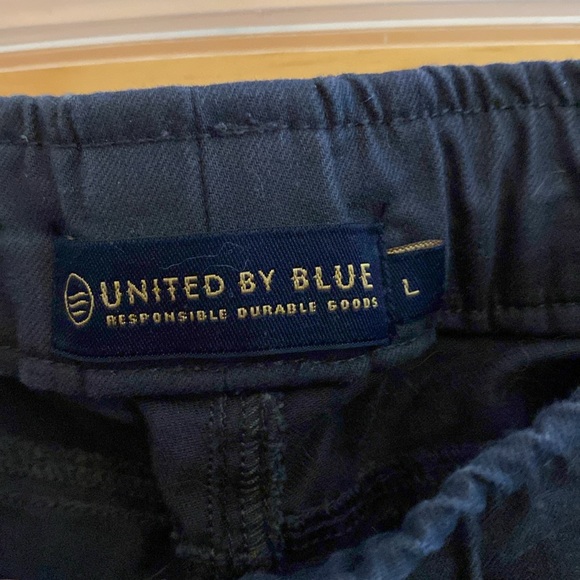 UNITED BY BLUE
RESPONSIBLE DURABLE GOODS
L